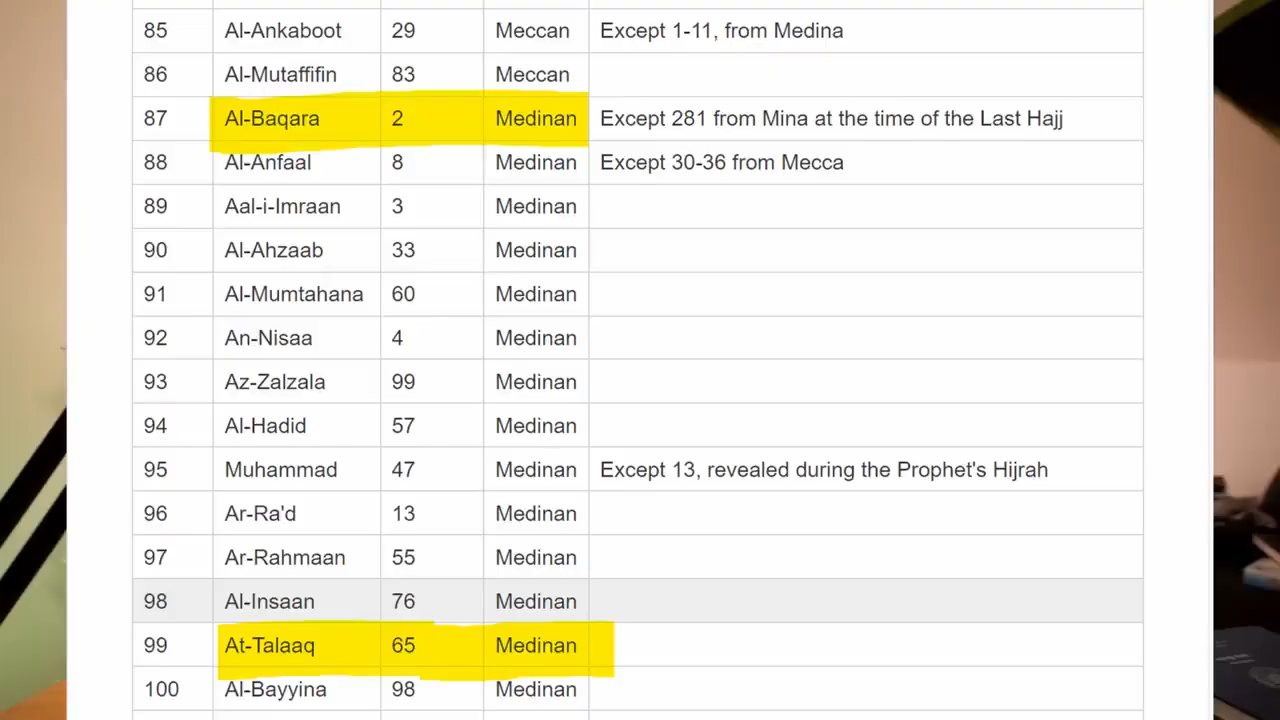 85 Al-Ankaboot 29 Meccan Except 1-11, from Medina
86 Al-Mutaffifin 83 Meccan
87 Al-Baqara 2 Medinan Except 281 from Mina at the time of the Last Hajj
88 Al-Anfaal 8 Medinan Except 30-36 from Mecca
89 Aal-i-Imraan 3 Medinan
90 Al-Ahzaab 33 Medinan
91 Al-Mumtahana 60 Medinan
92 An-Nisaa 4 Medinan
93 Az-Zalzala 99 Medinan
94 Al-Hadid 57 Medinan
95 Muhammad 47 Medinan Except 13, revealed during the Prophet's Hijrah
96 Ar-Ra'd 13 Medinan
97 Ar-Rahmaan 55 Medinan
98 Al-Insaan 76 Medinan
99 At-Talaaq 65 Medinan
100 Al-Bayyina 98 Medinan